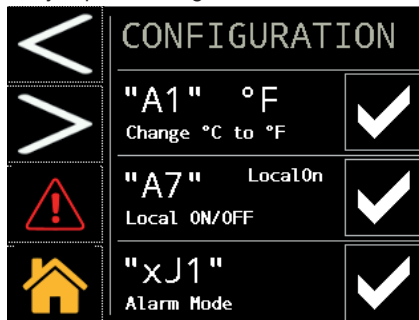 CONFIGURATION
"A1" °F
Change °C to °F
"A7" LocalOn
Local ON/OFF
"xJ1"
Alarm Mode